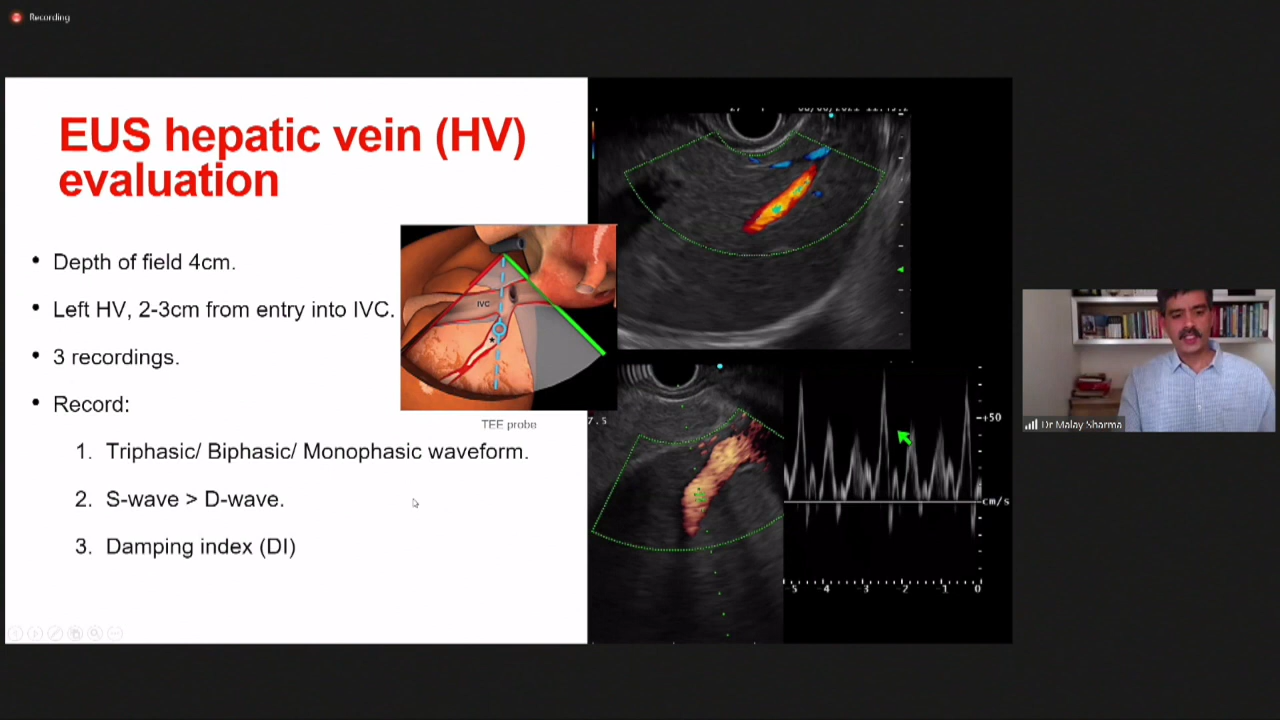 Recording
EUS hepatic vein (HV)
evaluation
• Depth of field 4cm.
• Left HV, 2-3cm from entry into IVC.
• 3 recordings.
• Record:
1. Triphasic/ Biphasic/ Monophasic waveform.
2. S-wave > D-wave.
3. Damping index (DI)
IVC
TEE probe
7.5
+50
cm/s
-5 -4 -3 -2 -1 0
Dr Malay Sharma